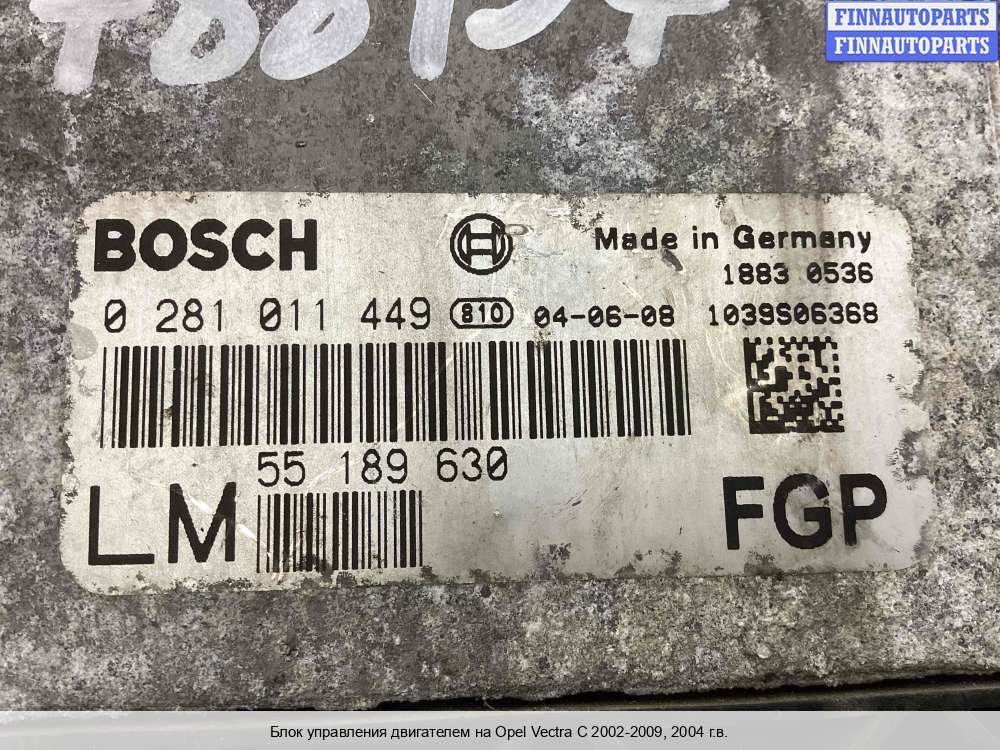 FINNAUTOPARTS
FINNAUTOPARTS
BOSCH
Made in Germany
1883 0536
0 281 011 449 810 04-06-08 1039S06368
55 189 630
LM
FGP
Блок управления двигателем на Opel Vectra C 2002-2009, 2004 г.в.